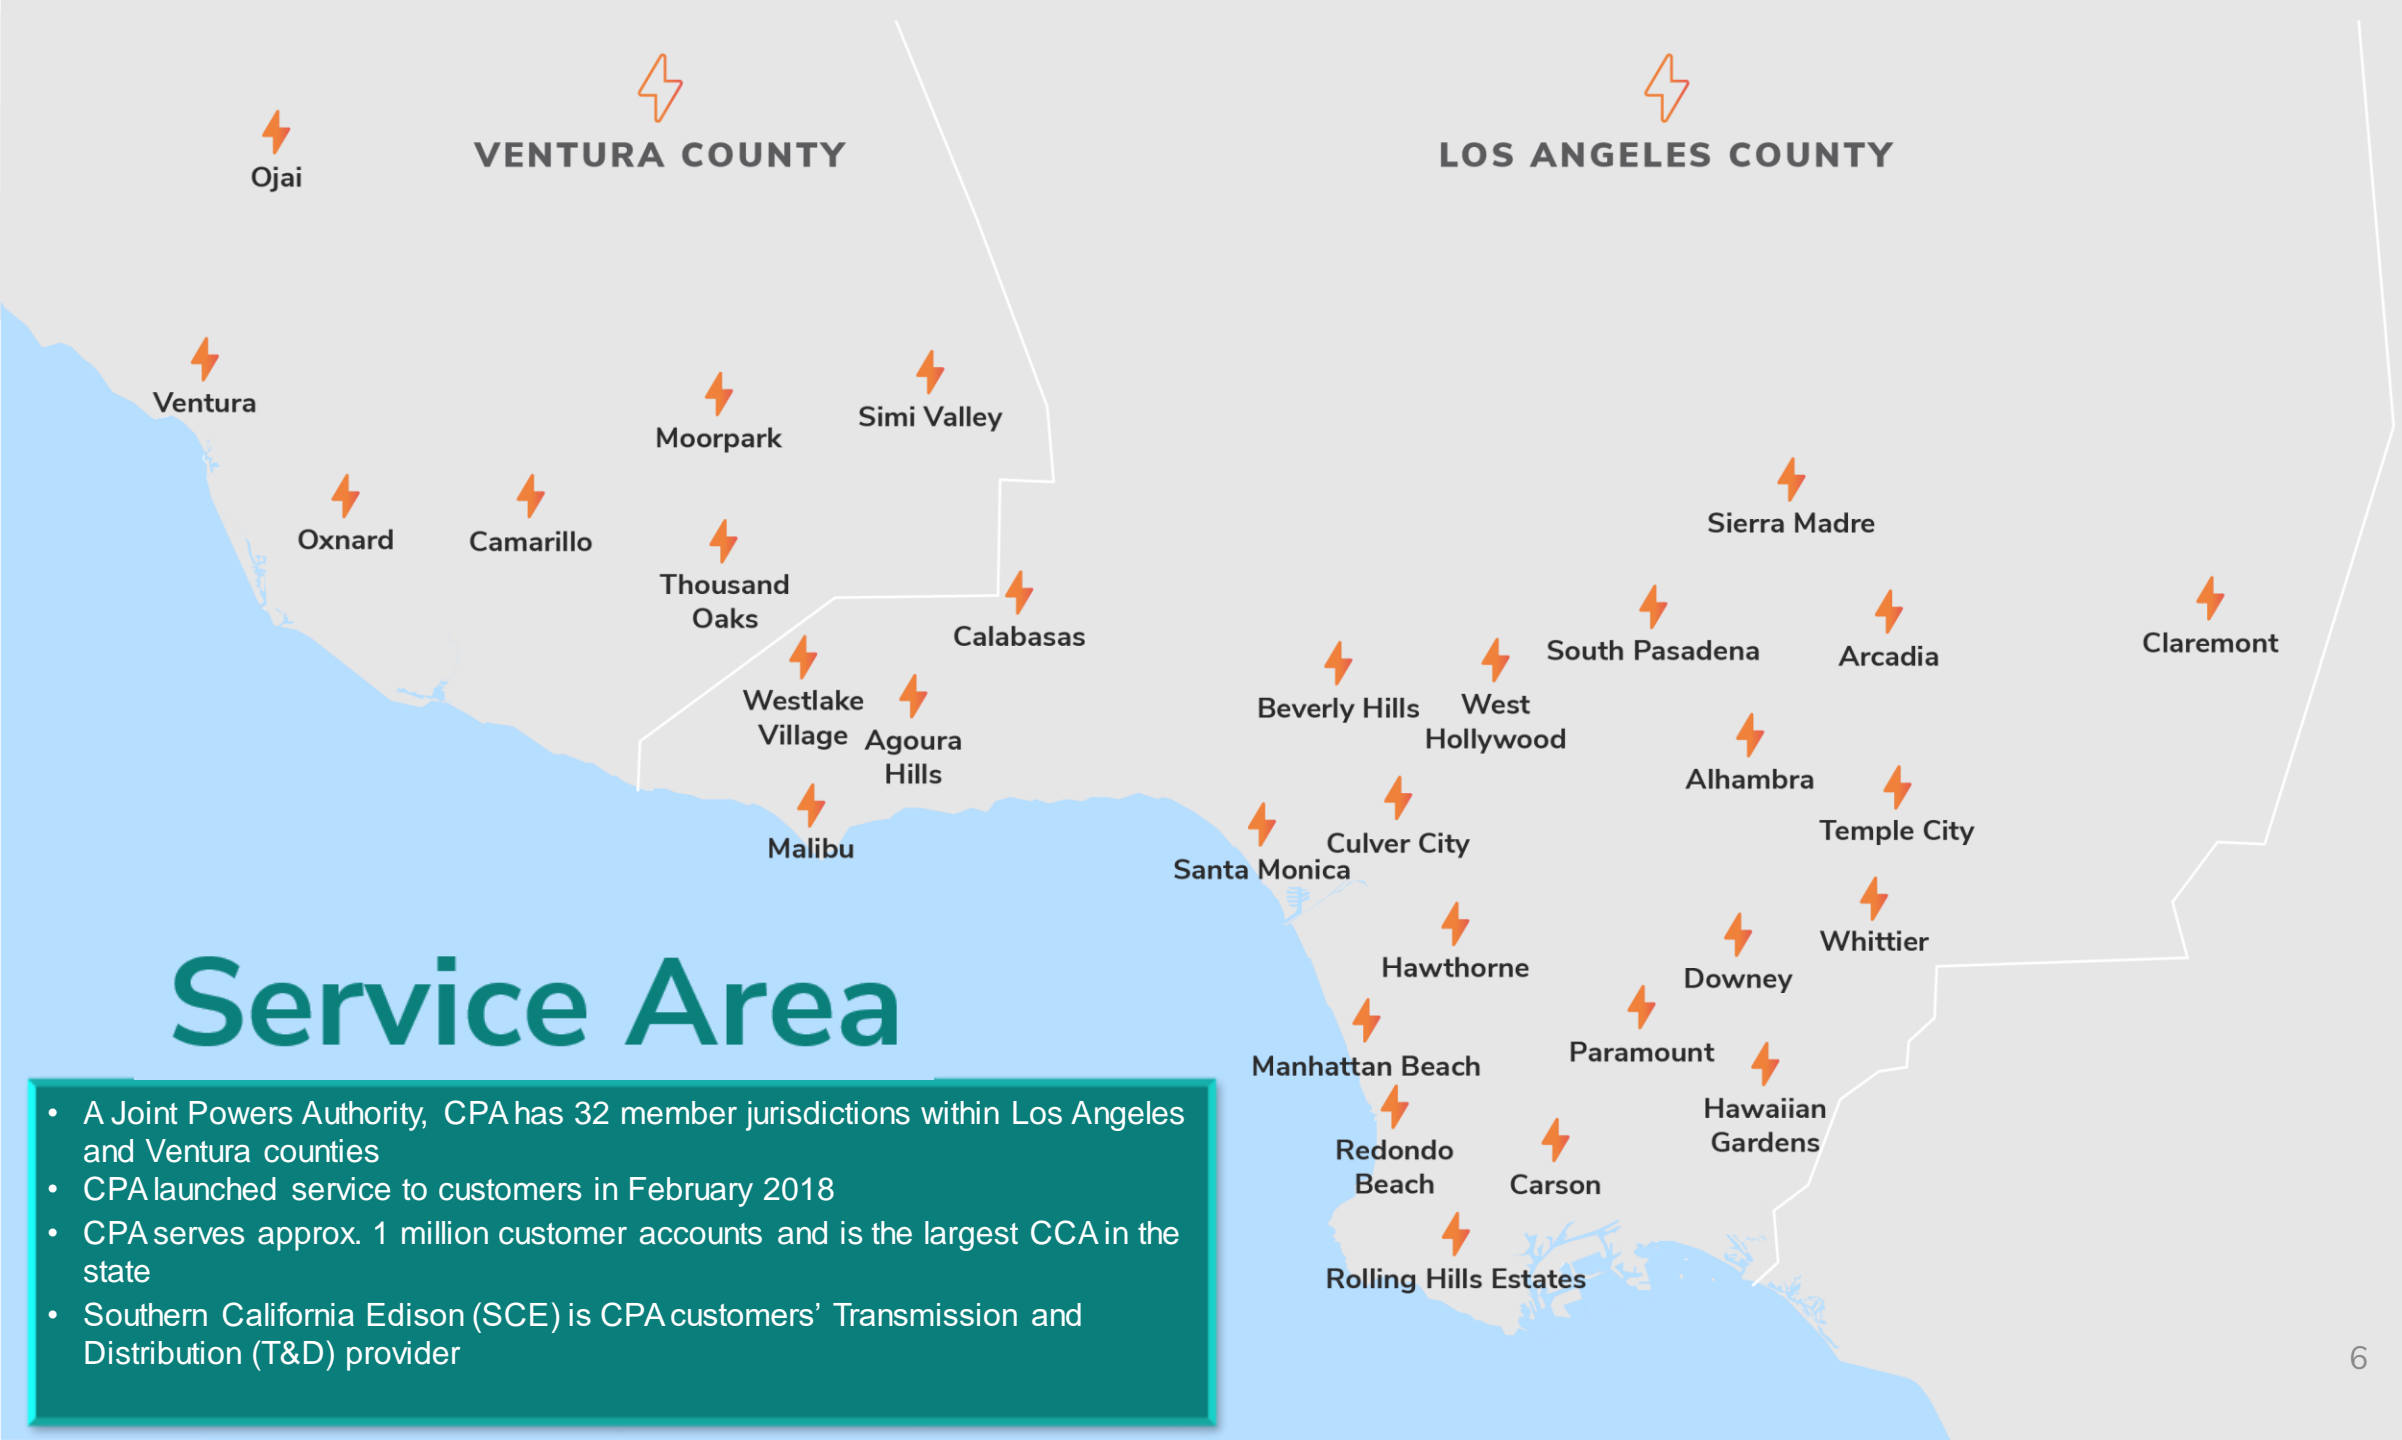 VENTURA COUNTY
LOS ANGELES COUNTY
Ojai
Ventura
Moorpark
Simi Valley
Oxnard
Camarillo
Thousand
Oaks
Calabasas
Westlake
Village
Agoura
Hills
Malibu
Sierra Madre
South Pasadena
Arcadia
Claremont
Beverly Hills
West
Hollywood
Alhambra
Temple City
Culver City
Santa Monica
Hawthorne
Whittier
Downey
Manhattan Beach
Paramount
Redondo
Beach
Carson
Hawaiian
Gardens
Rolling Hills Estates
Service Area
• A Joint Powers Authority, CPA has 32 member jurisdictions within Los Angeles
and Ventura counties
• CPA launched service to customers in February 2018
• CPA serves approx. 1 million customer accounts and is the largest CCA in the
state
• Southern California Edison (SCE) is CPA customers’ Transmission and
Distribution (T&D) provider
6